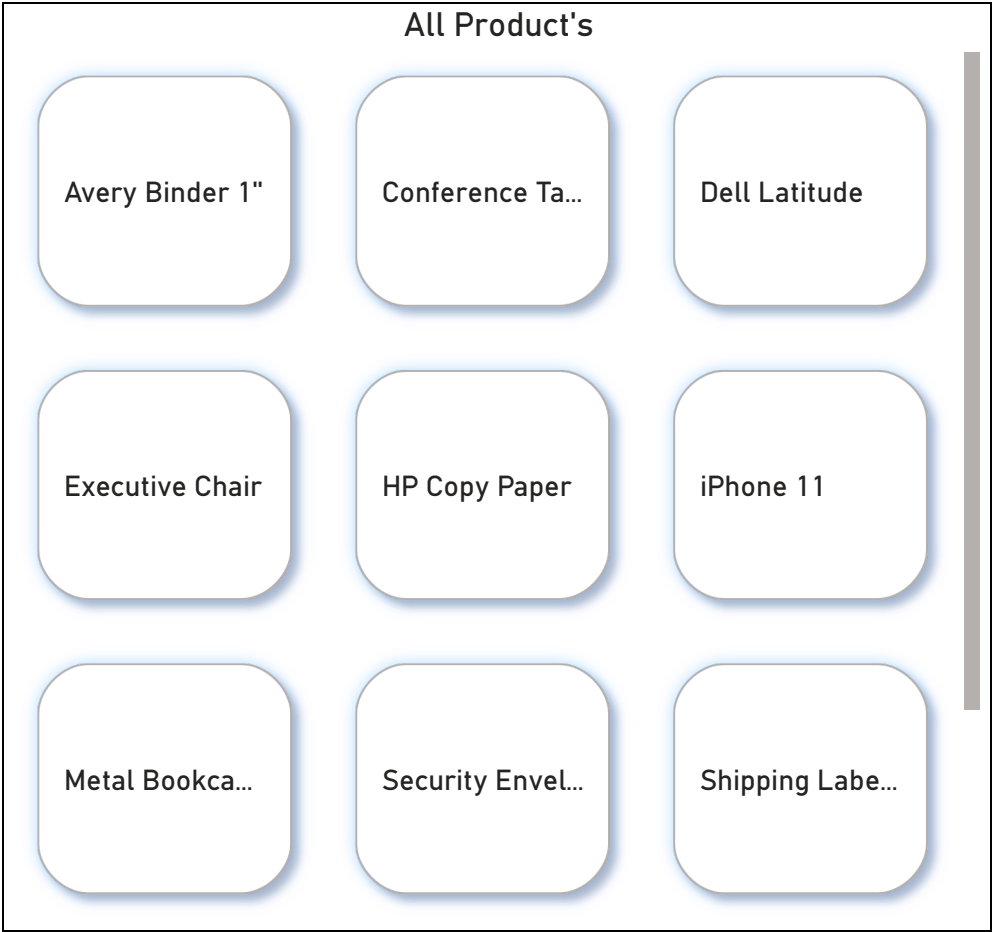 All Product's
Avery Binder 1"
Conference Ta...
Dell Latitude
Executive Chair
HP Copy Paper
iPhone 11
Metal Bookca...
Security Envel...
Shipping Labe...